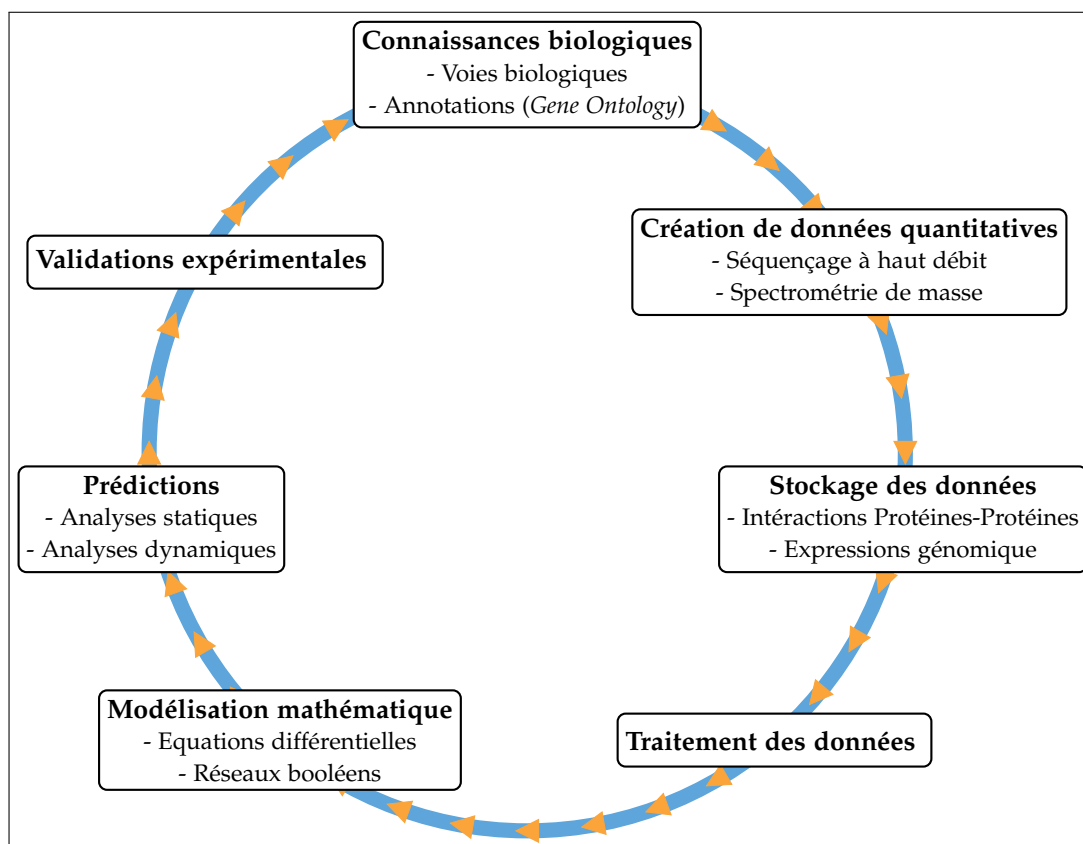 Connaissances biologiques
- Voies biologiques
- Annotations (Gene Ontology)
Création de données quantitatives
- Séquençage à haut débit
- Spectrométrie de masse
Stockage des données
- Intéractions Protéines-Protéines
- Expressions génomique
Traitement des données
Modélisation mathématique
- Equations différentielles
- Réseaux booléens
Prédictions
- Analyses statiques
- Analyses dynamiques
Validations expérimentales